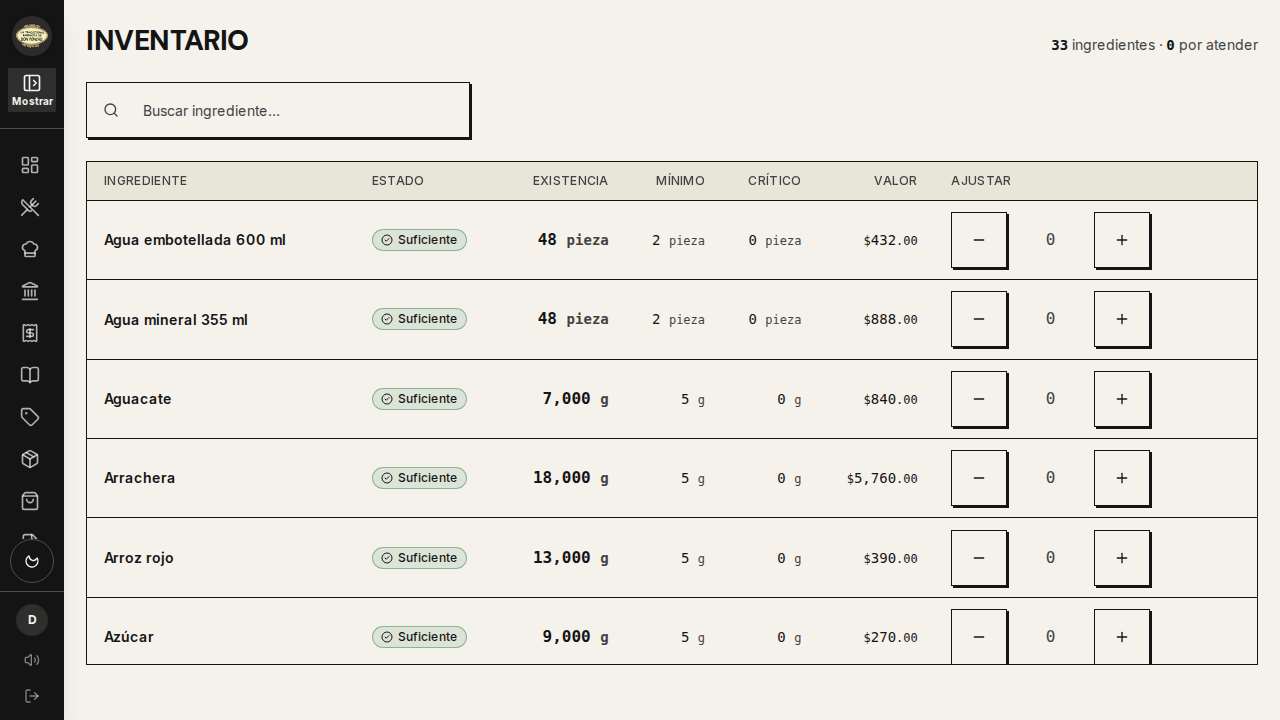 INVENTARIO
33 ingredientes · 0 por atender
Mostrar
Buscar ingrediente...
INGREDIENTE ESTADO EXISTENCIA MÍNIMO CRÍTICO VALOR AJUSTAR
Agua embotellada 600 ml Suficiente 48 pieza 2 pieza 0 pieza $432.00 − 0 +
Agua mineral 355 ml Suficiente 48 pieza 2 pieza 0 pieza $888.00 − 0 +
Aguacate Suficiente 7,000 g 5 g 0 g $840.00 − 0 +
Arrachera Suficiente 18,000 g 5 g 0 g $5,760.00 − 0 +
Arroz rojo Suficiente 13,000 g 5 g 0 g $390.00 − 0 +
Azúcar Suficiente 9,000 g 5 g 0 g $270.00 − 0 +
D